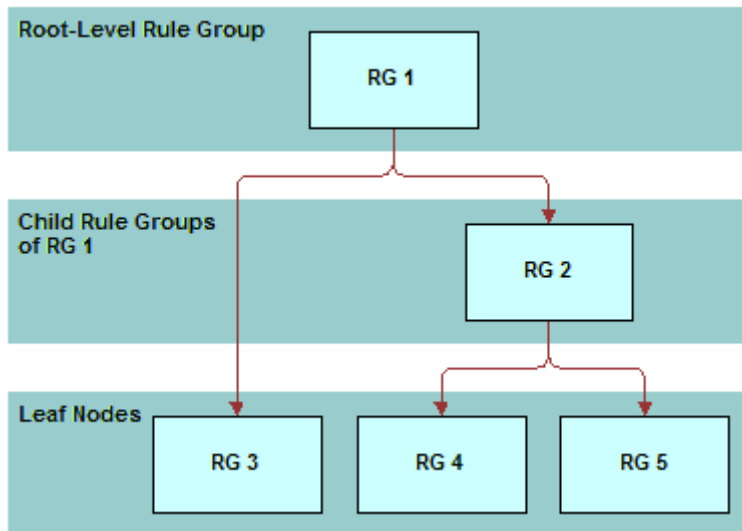 Root-Level Rule Group
RG 1
Child Rule Groups
of RG 1
RG 2
Leaf Nodes
RG 3
RG 4
RG 5